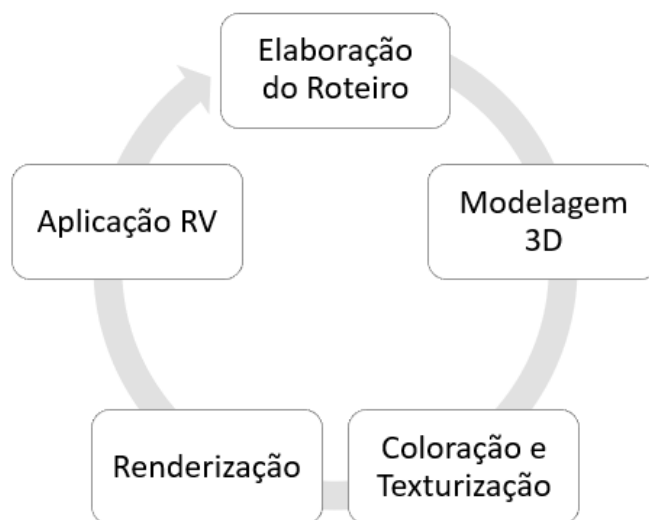 Elaboração
do Roteiro
Modelagem
3D
Coloração e
Texturização
Renderização
Aplicação RV